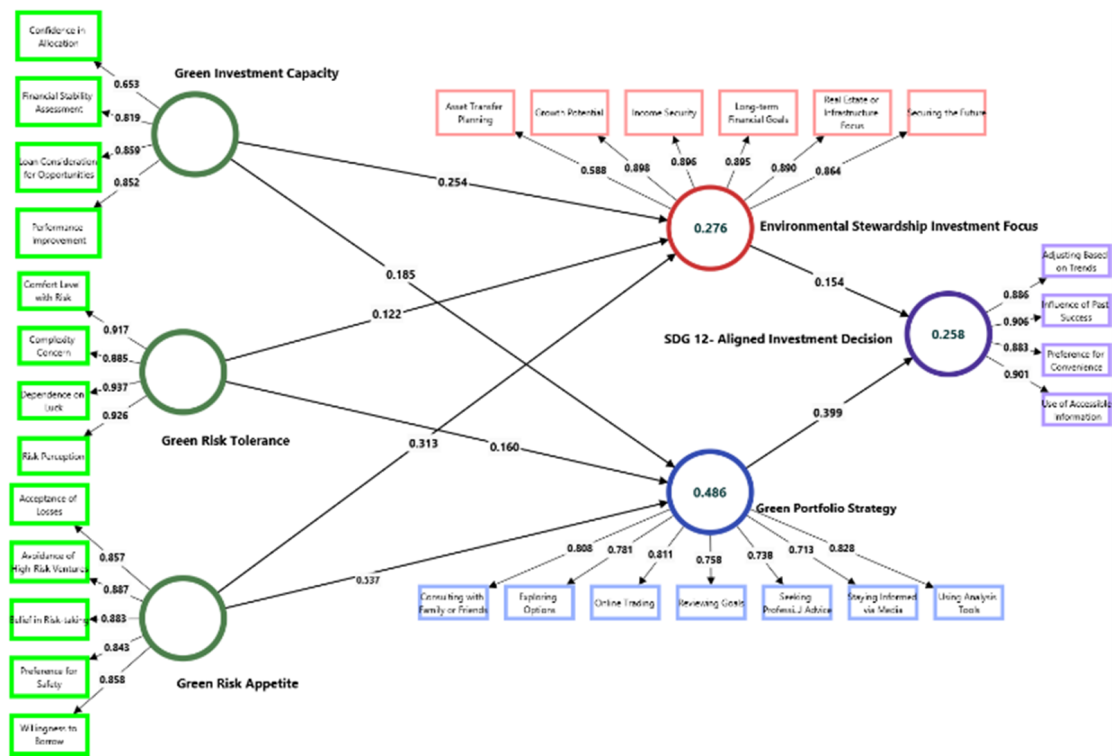 Confidence in
Allocation
0.653
Financial Stability
Assessment
0.819
Loan Consideration
for Opportunities
0.859
Performance
Improvement
0.852
Green Investment Capacity
Comfort Level
with Risk
0.917
Complexity
Concern
0.885
Dependence on
Luck
0.937
Risk Perception
0.926
Green Risk Tolerance
Acceptance of
Losses
0.857
Avoidance of
High-Risk Ventures
0.887
Belief in Risk-taking
0.883
Preference for
Safety
0.843
Willingness to
Borrow
0.858
Green Risk Appetite
0.254
0.185
0.122
0.160
0.313
0.337
Asset Transfer
Planning
Growth Potential
Income Security
Long-term
Financial Goals
Real Estate or
Infrastructure
Focus
Securing the Future
0.588
0.898
0.896
0.895
0.890
0.864
0.276
Environmental Stewardship Investment Focus
0.154
SDG 12- Aligned Investment Decision
0.258
0.399
Adjusting Based
on Trends
0.886
Influence of Past
Success
0.906
Preference for
Convenience
0.883
Use of Accessible
Information
0.901
0.486
Green Portfolio Strategy
0.808
0.781
0.811
0.758
0.738
0.713
0.828
Consulting with
Family or Friends
Exploring
Options
Online Trading
Reviewing Goals
Seeking
Advice
Staying Informed
via Media
Using Analysis
Tools